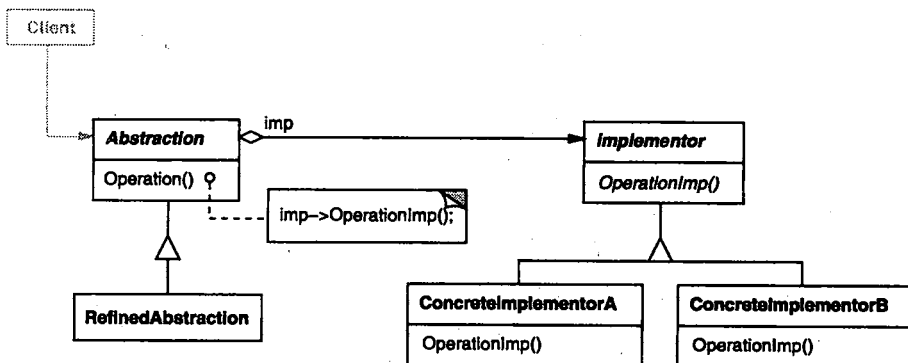 Client
imp
Abstraction
Implementor
Operation()
OperationImp()
imp->OperationImp();
RefinedAbstraction
ConcreteImplementorA
ConcreteImplementorB
OperationImp()
OperationImp()